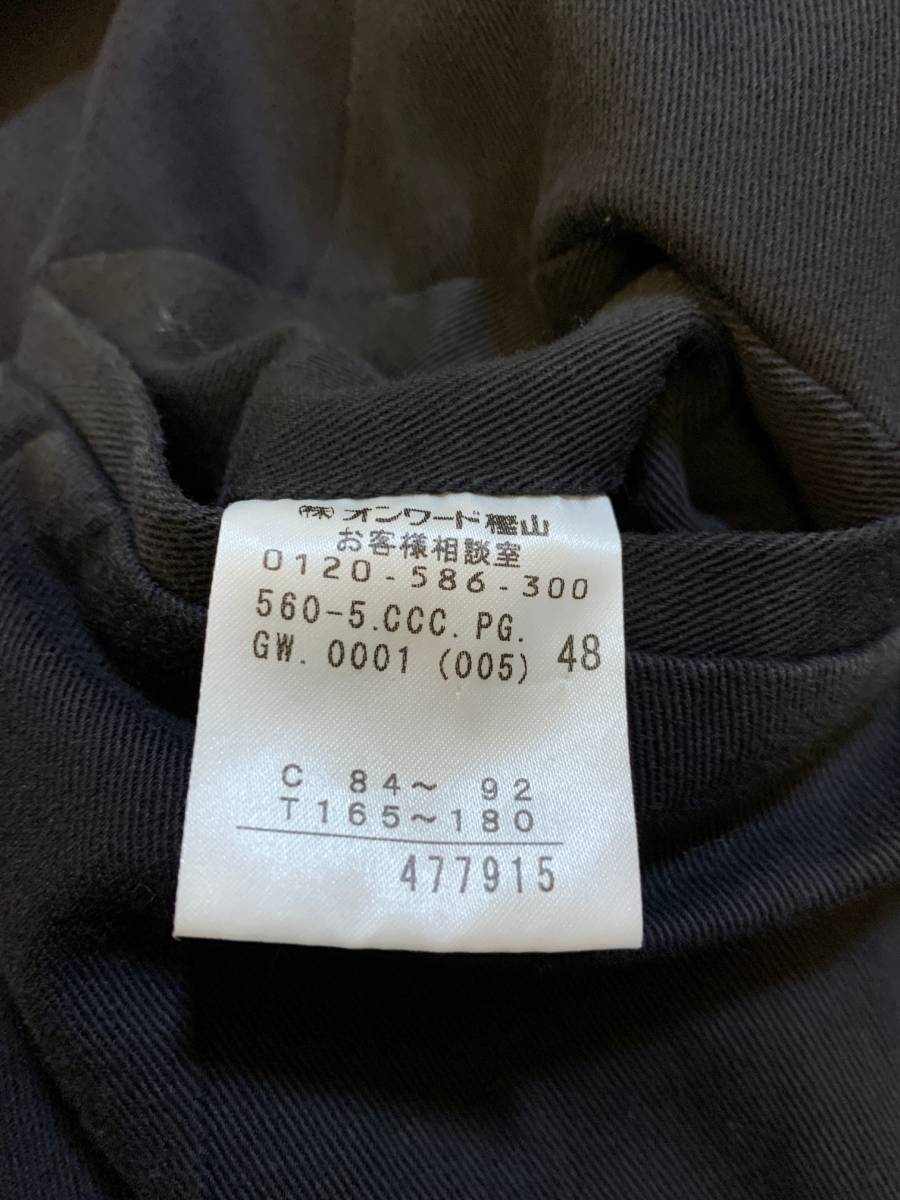 ㈱オンワード樫山
お客様相談室
0120-586-300
560-5.CCC.PG.
GW.0001 (005) 48
C 84～ 92
T165～180
477915